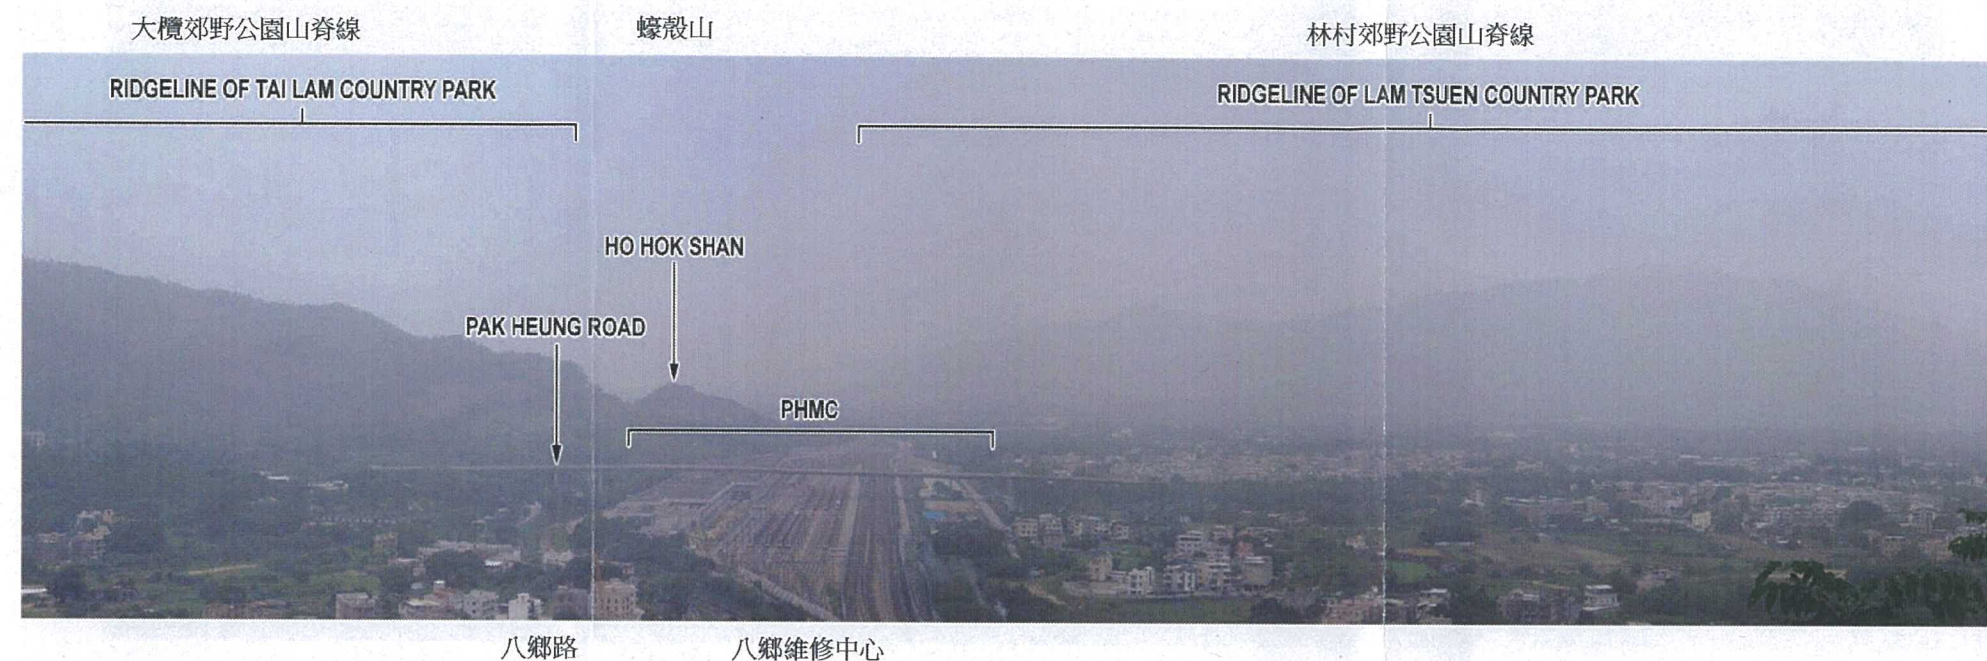 大欖郊野公園山脊線
蠔殼山
林村郊野公園山脊線
RIDGELINE OF TAI LAM COUNTRY PARK
RIDGELINE OF LAM TSUEN COUNTRY PARK
HO HOK SHAN
PAK HEUNG ROAD
PHMC
八鄉路
八鄉維修中心